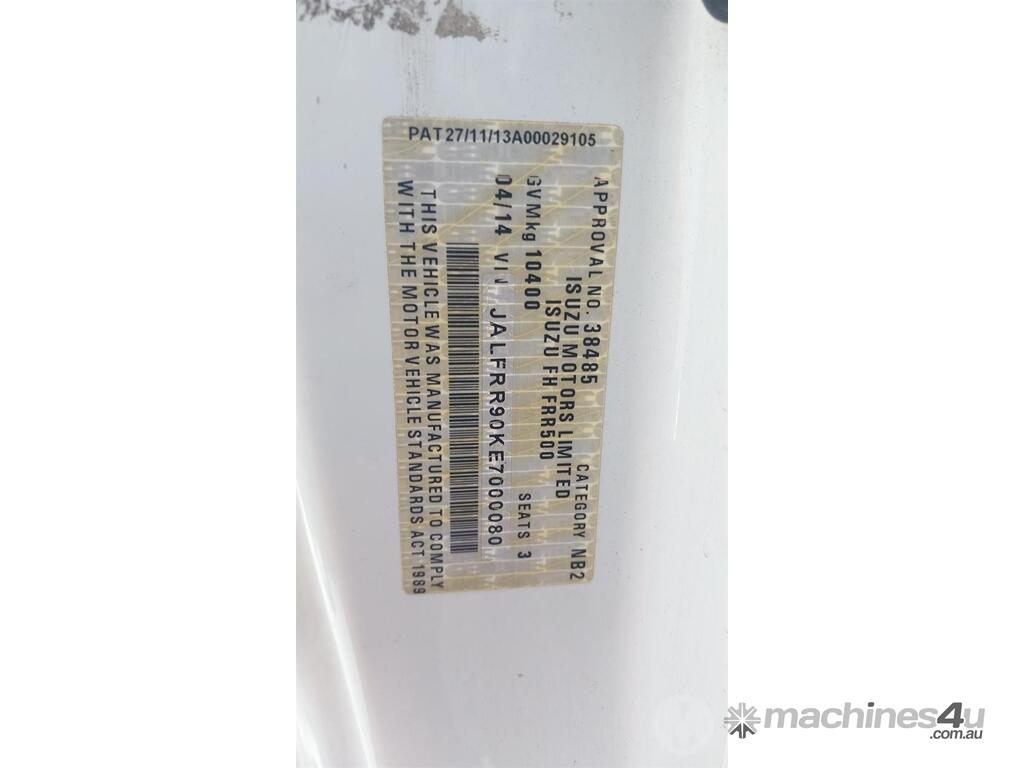 PAT27/11/13A00029105
APPROVAL NO. 38485 CATEGORY NB2
ISUZU MOTORS LIMITED
ISUZU FH FRR500
GVMkg 10400 SEATS 3
04/14 VIN JALFRR90KE7000080
THIS VEHICLE WAS MANUFACTURED TO COMPLY
WITH THE MOTOR VEHICLE STANDARDS ACT 1989
machines4u
.com.au